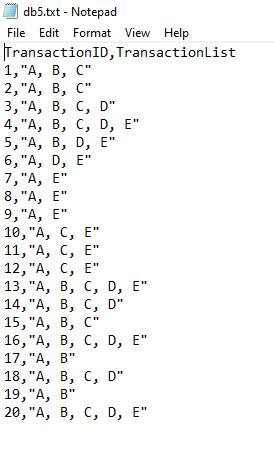 db5.txt - Notepad
File Edit Format View Help
TransactionID,TransactionList
1,"A, B, C"
2,"A, B, C"
3,"A, B, C, D"
4,"A, B, C, D, E"
5,"A, B, D, E"
6,"A, D, E"
7,"A, E"
8,"A, E"
9,"A, E"
10,"A, C, E"
11,"A, C, E"
12,"A, C, E"
13,"A, B, C, D, E"
14,"A, B, C, D"
15,"A, B, C"
16,"A, B, C, D, E"
17,"A, B"
18,"A, B, C, D"
19,"A, B"
20,"A, B, C, D, E"